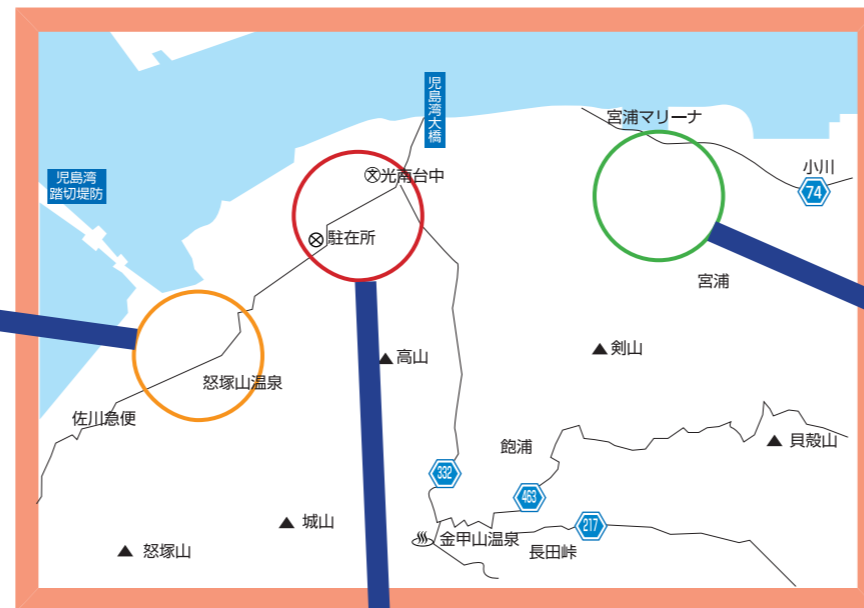 児島湾大橋
宮浦マリーナ
小川
74
児島湾
踏切堤防
文光南台中
駐在所
宮浦
高山
剣山
怒塚山温泉
佐川急便
飽浦
貝殻山
332
463
城山
217
金甲山温泉
長田峠
怒塚山